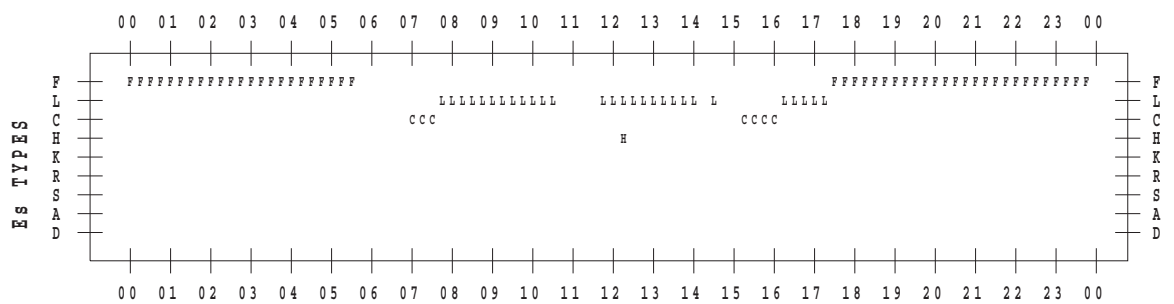 00 01 02 03 04 05 06 07 08 09 10 11 12 13 14 15 16 17 18 19 20 21 22 23 00
F FFFFFFFFFFFFFFFFFFFFFFF FFFFFFFFFFFFFFFFFFFFFFFFFF F
L LLLLLLLLLLLL LLLLLLLLLL L LLLLL L
C CCC CCCC C
H H H
K K
R R
S S
A A
D D
Es TYPES
00 01 02 03 04 05 06 07 08 09 10 11 12 13 14 15 16 17 18 19 20 21 22 23 00